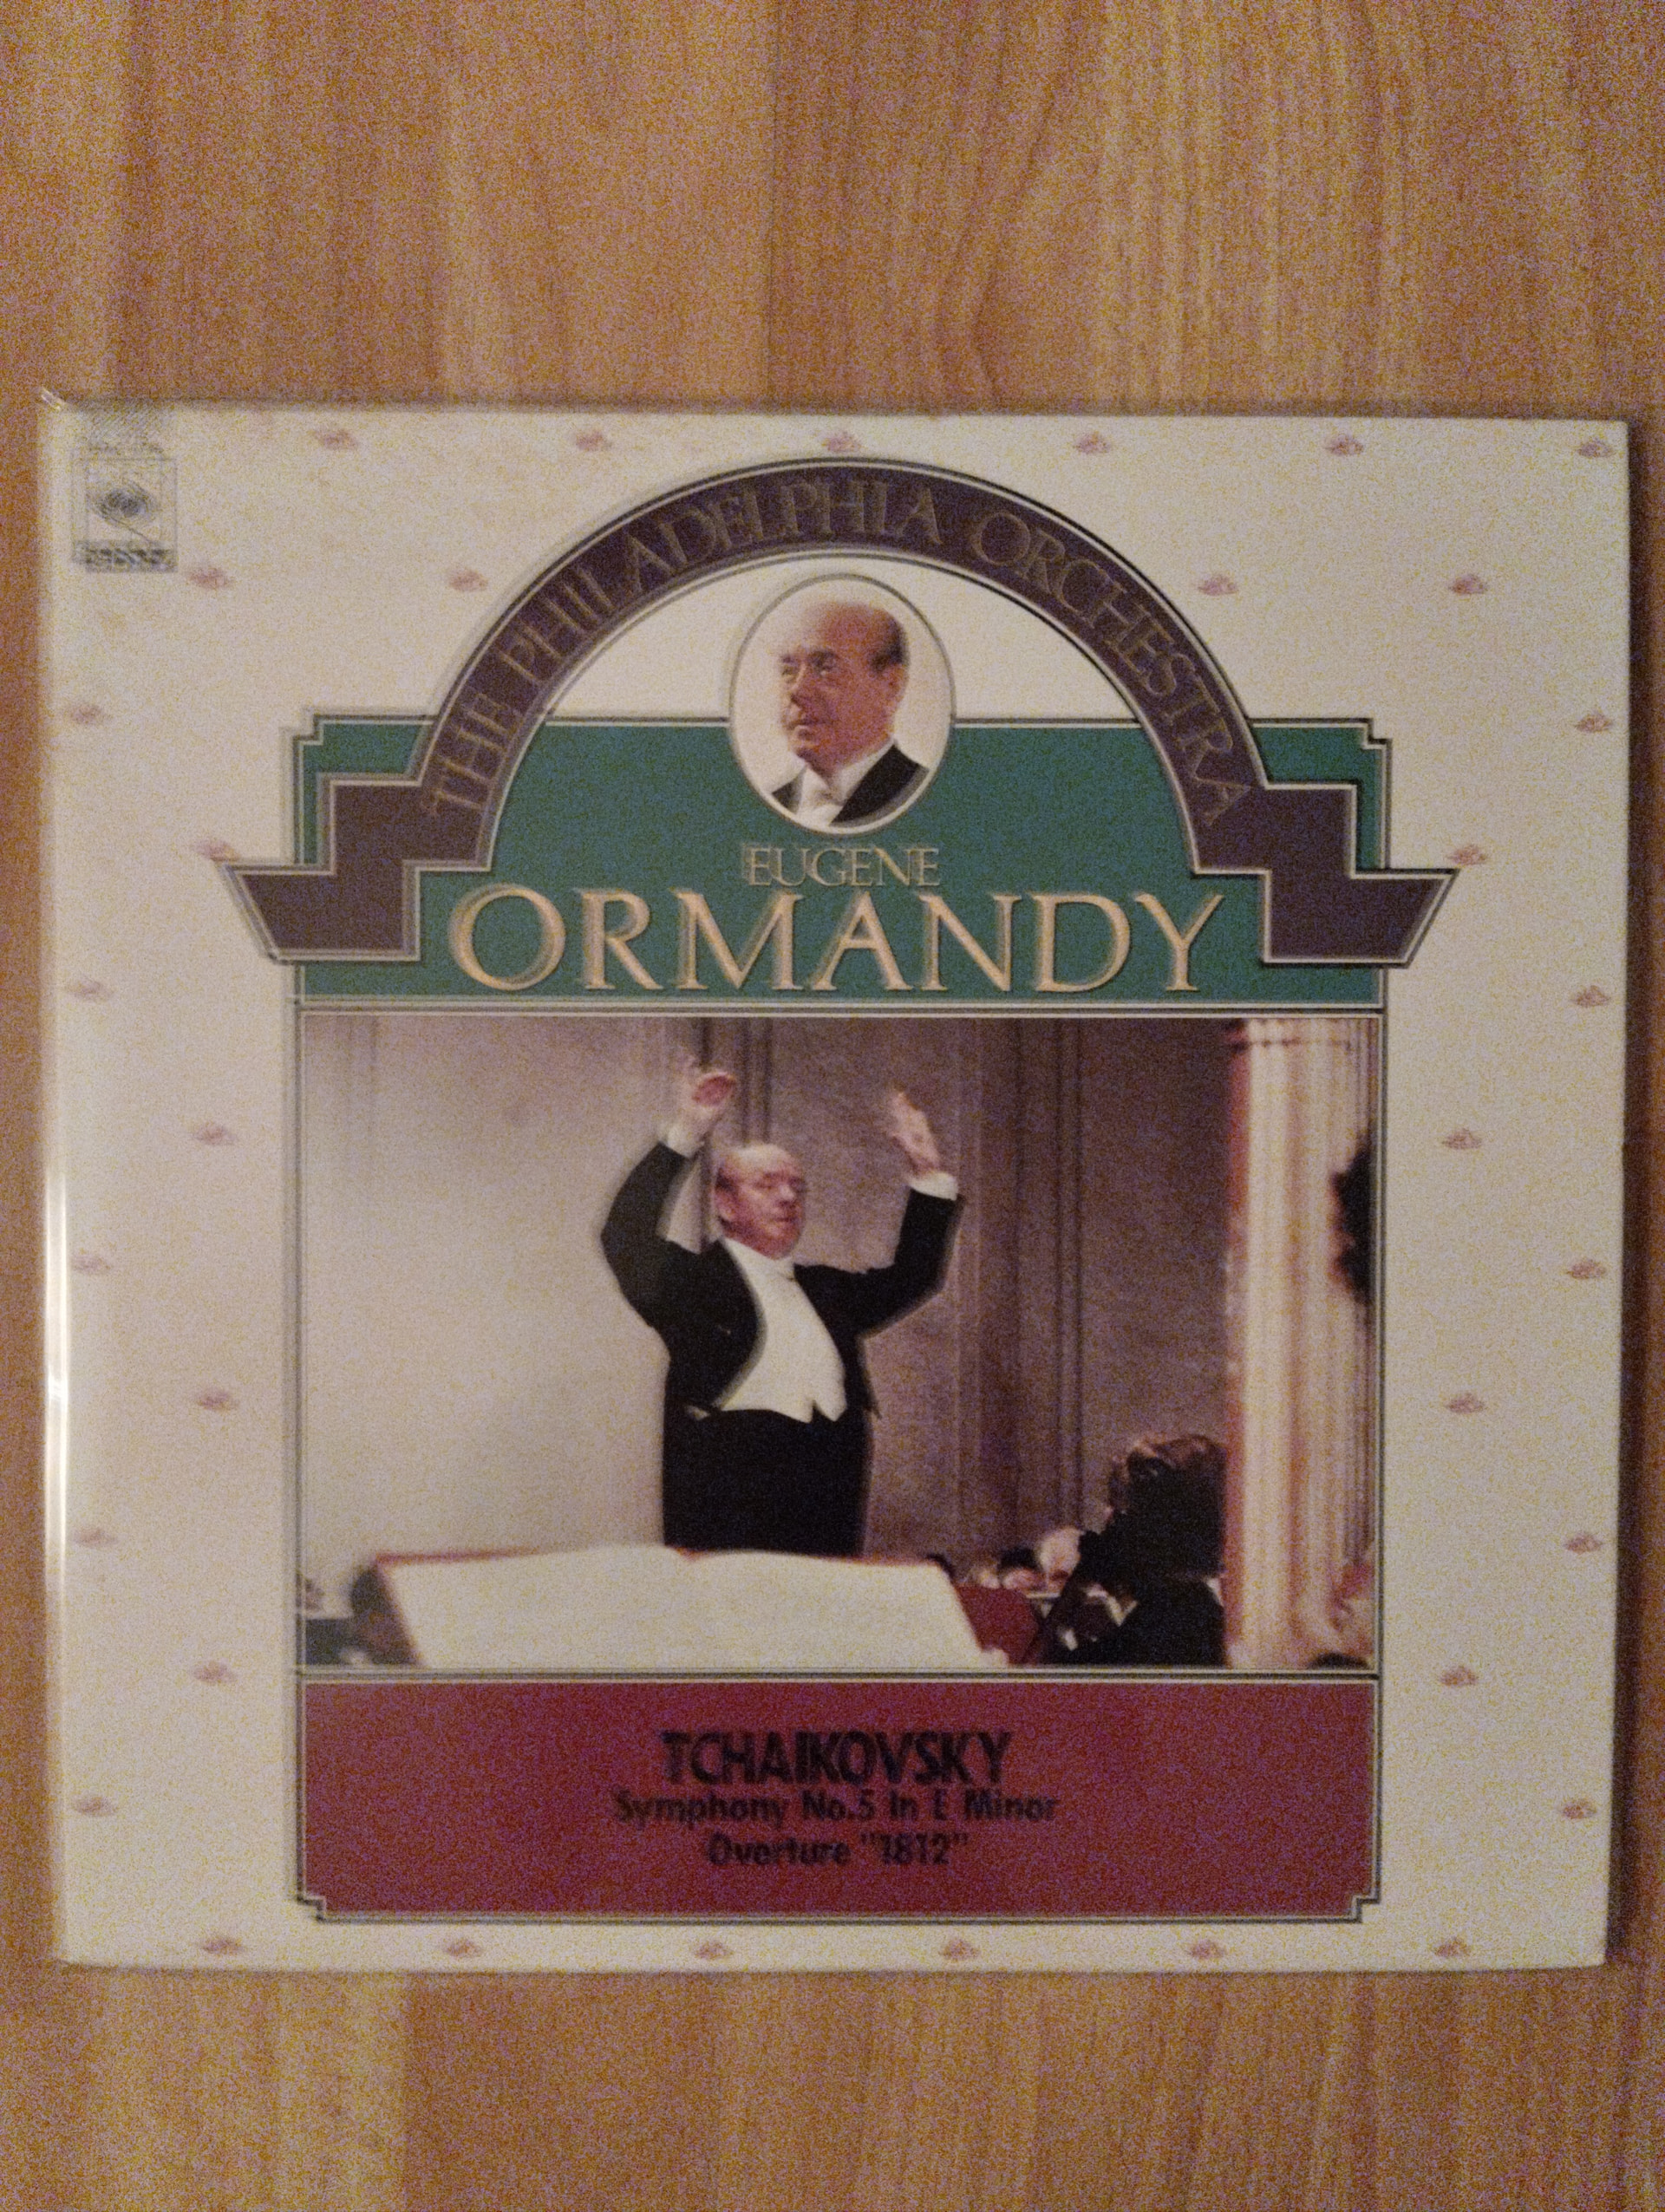 THE PHILADELPHIA ORCHESTRA
EUGENE
ORMANDY
TCHAIKOVSKY
Symphony No.5 In E Minor
Overture "1812"